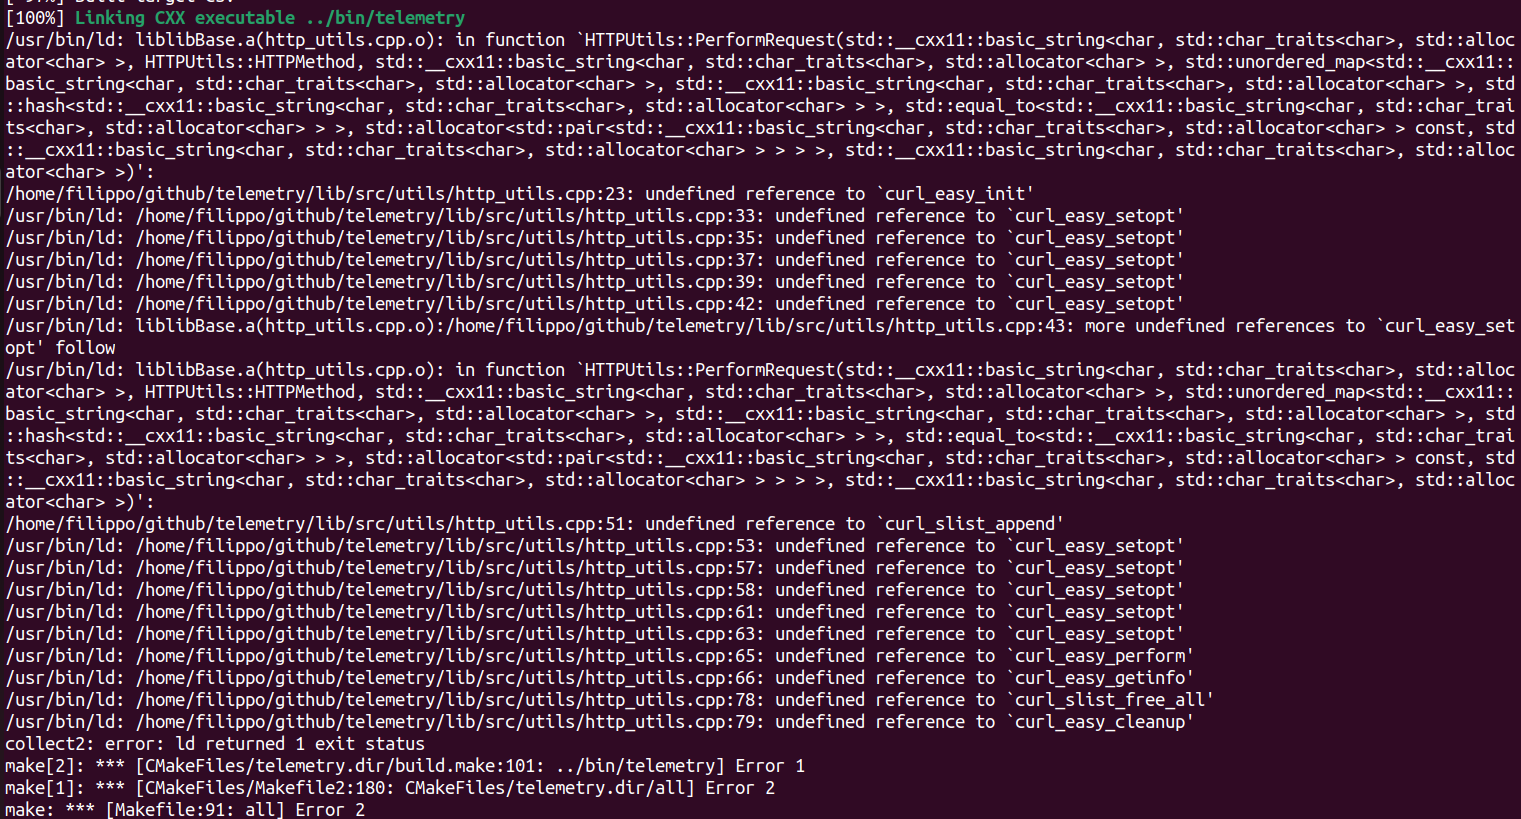 [100%] Linking CXX executable ../bin/telemetry
/usr/bin/ld: liblibBase.a(http_utils.cpp.o): in function `HTTPUtils::PerformRequest(std::__cxx11::basic_string<char, std::char_traits<char>, std::alloc
ator<char> >, HTTPUtils::HTTPMethod, std::__cxx11::basic_string<char, std::char_traits<char>, std::allocator<char> >, std::unordered_map<std::__cxx11::
basic_string<char, std::char_traits<char>, std::allocator<char> >, std::__cxx11::basic_string<char, std::char_traits<char>, std::allocator<char> >, std
::hash<std::__cxx11::basic_string<char, std::char_traits<char>, std::allocator<char> > >, std::equal_to<std::__cxx11::basic_string<char, std::char_trai
ts<char>, std::allocator<char> > >, std::allocator<std::pair<std::__cxx11::basic_string<char, std::char_traits<char>, std::allocator<char> > const, std
::__cxx11::basic_string<char, std::char_traits<char>, std::allocator<char> > > > >, std::__cxx11::basic_string<char, std::char_traits<char>, std::alloc
ator<char> >)':
/home/filippo/github/telemetry/lib/src/utils/http_utils.cpp:23: undefined reference to `curl_easy_init'
/usr/bin/ld: /home/filippo/github/telemetry/lib/src/utils/http_utils.cpp:33: undefined reference to `curl_easy_setopt'
/usr/bin/ld: /home/filippo/github/telemetry/lib/src/utils/http_utils.cpp:35: undefined reference to `curl_easy_setopt'
/usr/bin/ld: /home/filippo/github/telemetry/lib/src/utils/http_utils.cpp:37: undefined reference to `curl_easy_setopt'
/usr/bin/ld: /home/filippo/github/telemetry/lib/src/utils/http_utils.cpp:39: undefined reference to `curl_easy_setopt'
/usr/bin/ld: /home/filippo/github/telemetry/lib/src/utils/http_utils.cpp:42: undefined reference to `curl_easy_setopt'
/usr/bin/ld: liblibBase.a(http_utils.cpp.o):/home/filippo/github/telemetry/lib/src/utils/http_utils.cpp:43: more undefined references to `curl_easy_set
opt' follow
/usr/bin/ld: liblibBase.a(http_utils.cpp.o): in function `HTTPUtils::PerformRequest(std::__cxx11::basic_string<char, std::char_traits<char>, std::alloc
ator<char> >, HTTPUtils::HTTPMethod, std::__cxx11::basic_string<char, std::char_traits<char>, std::allocator<char> >, std::unordered_map<std::__cxx11::
basic_string<char, std::char_traits<char>, std::allocator<char> >, std::__cxx11::basic_string<char, std::char_traits<char>, std::allocator<char> >, std
::hash<std::__cxx11::basic_string<char, std::char_traits<char>, std::allocator<char> > >, std::equal_to<std::__cxx11::basic_string<char, std::char_trai
ts<char>, std::allocator<char> > >, std::allocator<std::pair<std::__cxx11::basic_string<char, std::char_traits<char>, std::allocator<char> > const, std
::__cxx11::basic_string<char, std::char_traits<char>, std::allocator<char> > > > >, std::__cxx11::basic_string<char, std::char_traits<char>, std::alloc
ator<char> >)':
/home/filippo/github/telemetry/lib/src/utils/http_utils.cpp:51: undefined reference to `curl_slist_append'
/usr/bin/ld: /home/filippo/github/telemetry/lib/src/utils/http_utils.cpp:53: undefined reference to `curl_easy_setopt'
/usr/bin/ld: /home/filippo/github/telemetry/lib/src/utils/http_utils.cpp:57: undefined reference to `curl_easy_setopt'
/usr/bin/ld: /home/filippo/github/telemetry/lib/src/utils/http_utils.cpp:58: undefined reference to `curl_easy_setopt'
/usr/bin/ld: /home/filippo/github/telemetry/lib/src/utils/http_utils.cpp:61: undefined reference to `curl_easy_setopt'
/usr/bin/ld: /home/filippo/github/telemetry/lib/src/utils/http_utils.cpp:63: undefined reference to `curl_easy_setopt'
/usr/bin/ld: /home/filippo/github/telemetry/lib/src/utils/http_utils.cpp:65: undefined reference to `curl_easy_perform'
/usr/bin/ld: /home/filippo/github/telemetry/lib/src/utils/http_utils.cpp:66: undefined reference to `curl_easy_getinfo'
/usr/bin/ld: /home/filippo/github/telemetry/lib/src/utils/http_utils.cpp:78: undefined reference to `curl_slist_free_all'
/usr/bin/ld: /home/filippo/github/telemetry/lib/src/utils/http_utils.cpp:79: undefined reference to `curl_easy_cleanup'
collect2: error: ld returned 1 exit status
make[2]: *** [CMakeFiles/telemetry.dir/build.make:101: ../bin/telemetry] Error 1
make[1]: *** [CMakeFiles/Makefile2:180: CMakeFiles/telemetry.dir/all] Error 2
make: *** [Makefile:91: all] Error 2